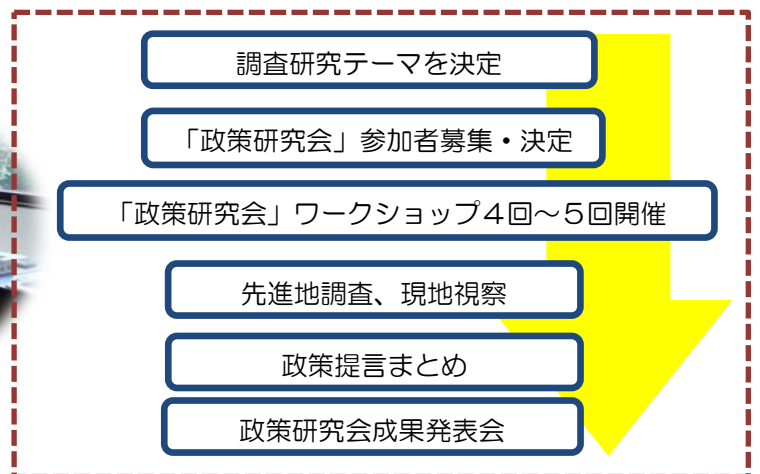 調査研究テーマを決定
「政策研究会」参加者募集・決定
「政策研究会」ワークショップ４回～５回開催
先進地調査、現地視察
政策提言まとめ
政策研究会成果発表会